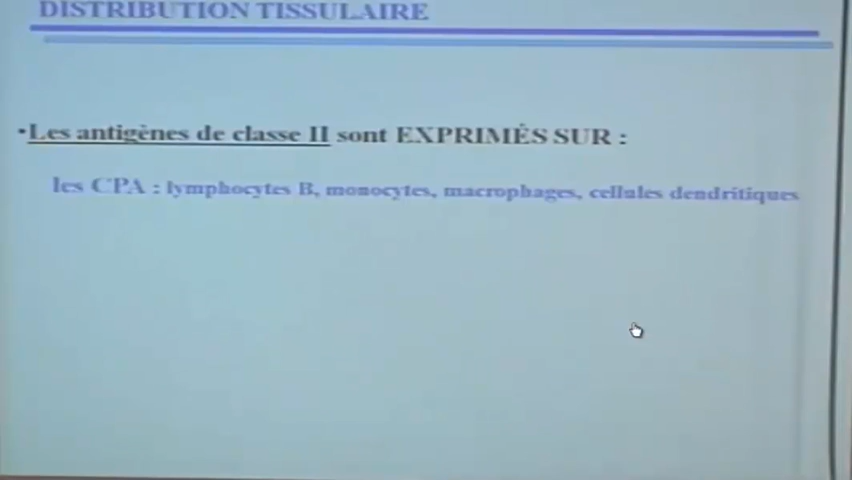 DISTRIBUTION TISSULAIRE
•Les antigènes de classe II sont EXPRIMÉS SUR :
les CPA : lymphocytes B, monocytes, macrophages, cellules dendritiques